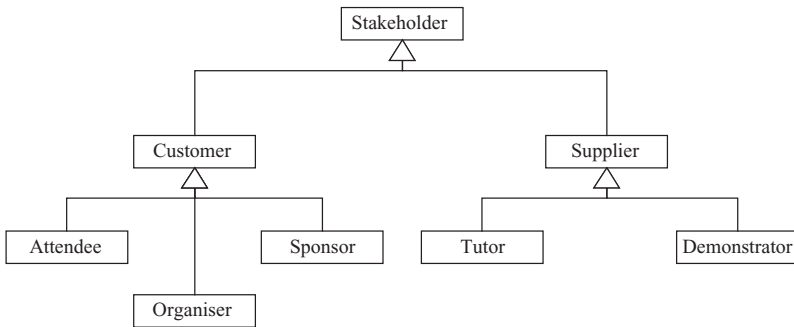 Stakeholder
Customer
Supplier
Attendee
Sponsor
Tutor
Demonstrator
Organiser